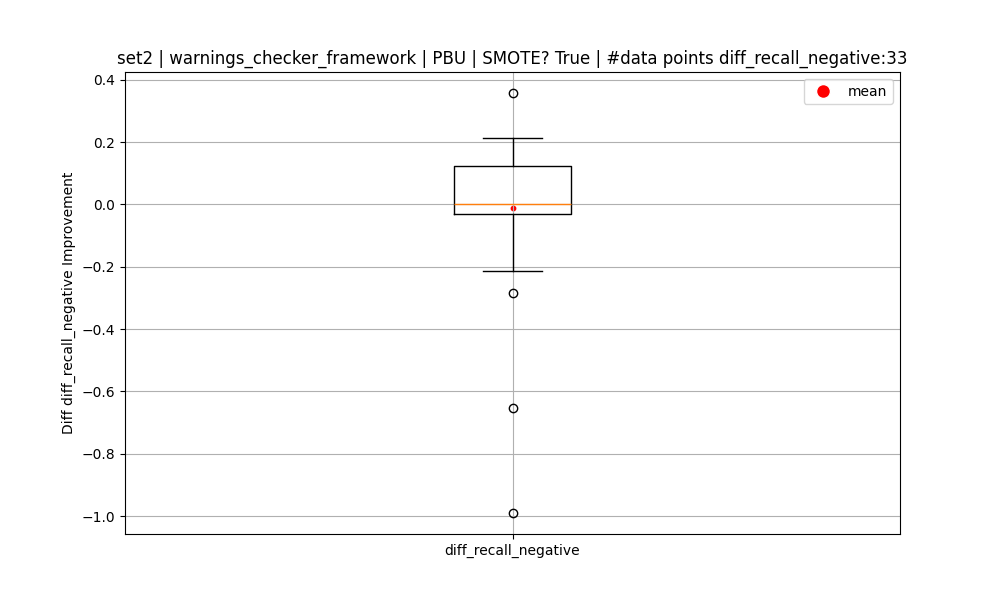 set2 | warnings_checker_framework | PBU | SMOTE? True | #data points diff_recall_negative:33
mean
0.4
0.2
0.0
−0.2
−0.4
−0.6
−0.8
−1.0
Diff diff_recall_negative Improvement
diff_recall_negative